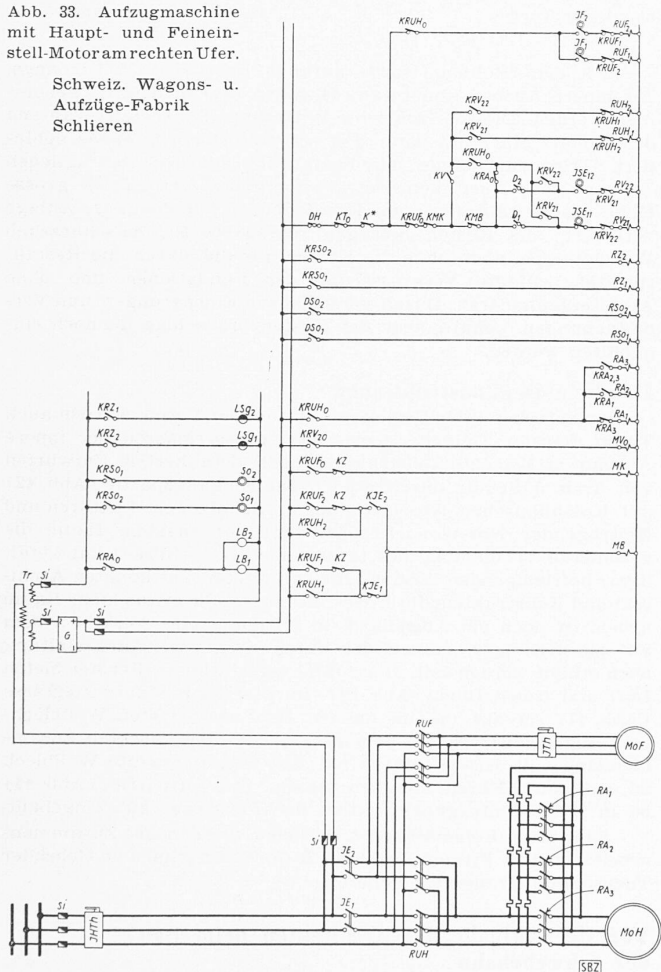 Abb. 33. Aufzugmaschine
mit Haupt- und Feinein-
stell-Motor am rechten Ufer.
Schweiz. Wagons- u.
Aufzüge-Fabrik
Schlieren
KRUH₀ JF₂ RUF₂
KRUF₁
JF₁ RUF₁
KRUF₂
KRV₂₂ RUH₂
KRUH₁
KRV₂₁ RUH₁
KRUH₂
KRUH₀
KV KRA₀ D₂ KRV₂₂ JSE₁₂ RV₂₂
KRV₂₁
KRV₂₁
DH KT₀ K* KRUF₀ KMK KMB D₁ JSE₁₁ RV₂₁
KRV₂₂
KRSO₂ RZ₂
KRSO₁ RZ₁
DSO₂ RSO₂
DSO₁ RSO₁
RA₃
KRA₂,₃
RA₂
KRA₁
KRZ₁ LSg₂ KRUH₀ RA₁
KRA₃
KRZ₂ LSg₁ KRV₂₀ MV₀
KRSO₁ SO₂ KRUF₀ KZ MK
KRSO₂ SO₁ KRUF₂ KZ KJE₂
LB₂ KRUH₂
MB
KRA₀ LB₁ KRUF₁ KZ
Tr Si KRUH₁ KJE₁
Si G Si
RUF
JTh MoF
RA₁
Si
JE₂ RA₂
JE₁ RA₃
Si JHTh RUH MoH
SBZ